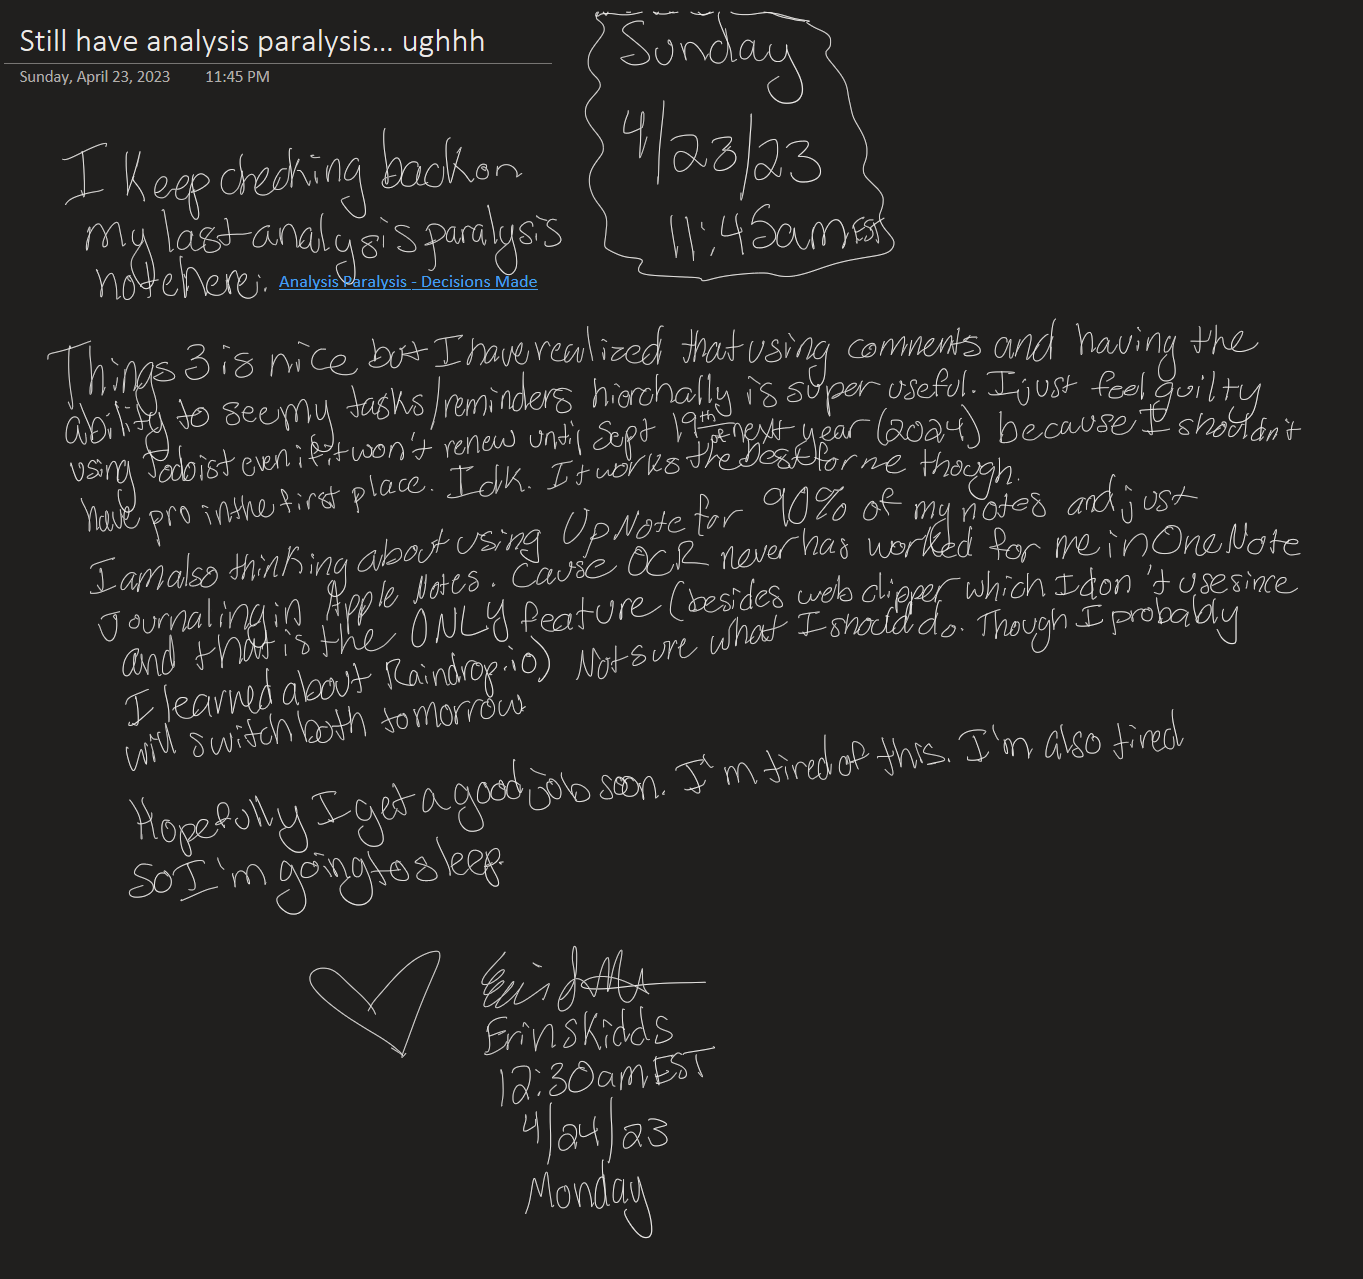 Still have analysis paralysis... ughhh
Sunday, April 23, 2023 11:45 PM
Sunday
4/23/23
11:45am EST
I Keep checking back on
my last analysis paralysis
note here: Analysis Paralysis - Decisions Made
Things 3 is nice but I have realized that using comments and having the
ability to see my tasks/reminders hiorchally is super useful. I just feel guilty
using Todoist even if it won't renew until Sept 19th of next year (2024) because I shouldn't
have pro in the first place. Idk. It works the best for me though.
I am also thinking about using UpNote for 90% of my notes and just
Journaling in Apple Notes. Cause OCR never has worked for me in OneNote
and that is the ONLY feature (besides web clipper which I don't use since
I learned about Raindrop.io) Not sure what I should do. Though I probably
will switch both tomorrow
Hopefully I get a good job soon. I'm tired of this. I'm also tired
So I'm going to sleep.
Erin Skidds
12:30am EST
4/24/23
Monday